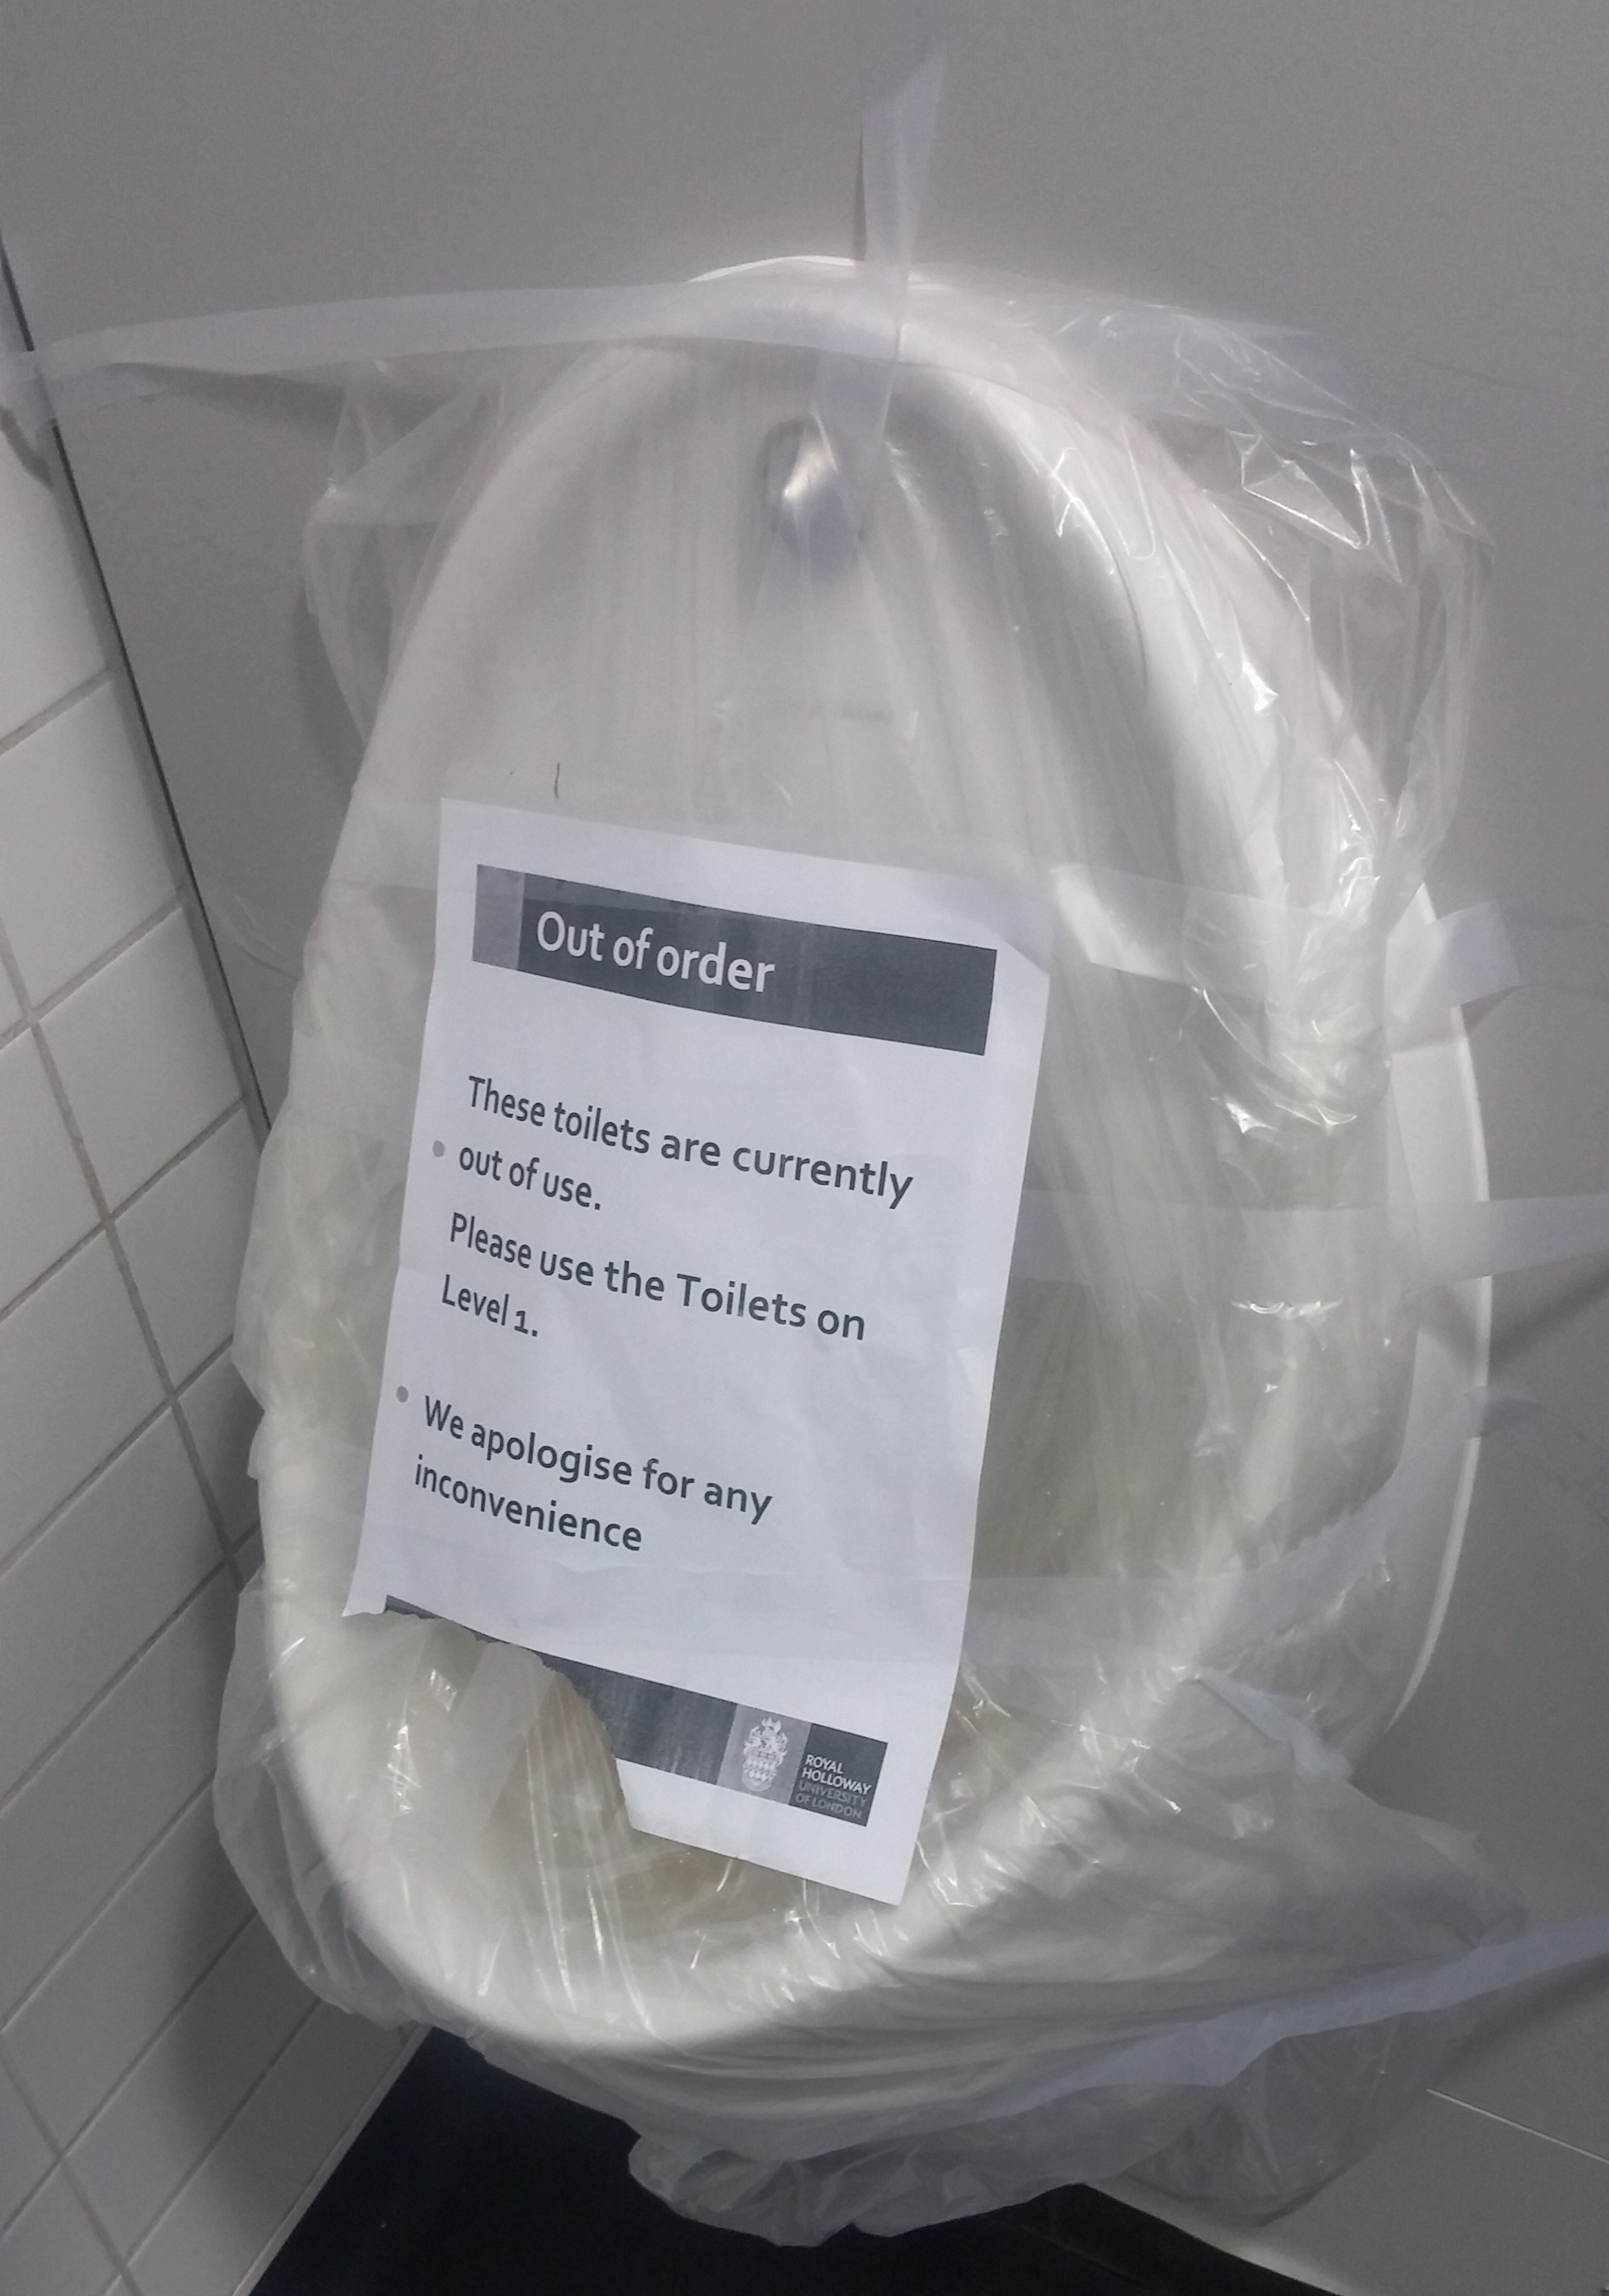 Out of order
These toilets are currently
out of use.
Please use the Toilets on
Level 1.
We apologise for any
inconvenience
ROYAL
HOLLOWAY
UNIVERSITY
OF LONDON